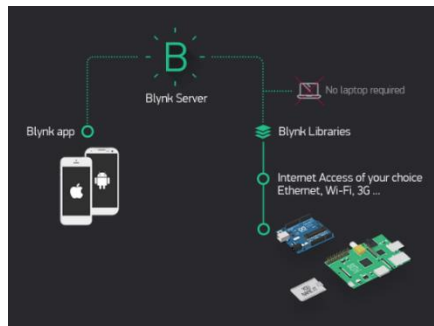 B
Blynk Server
No laptop required
Blynk app
Blynk Libraries
Internet Access of your choice
Ethernet, Wi-Fi, 3G ...